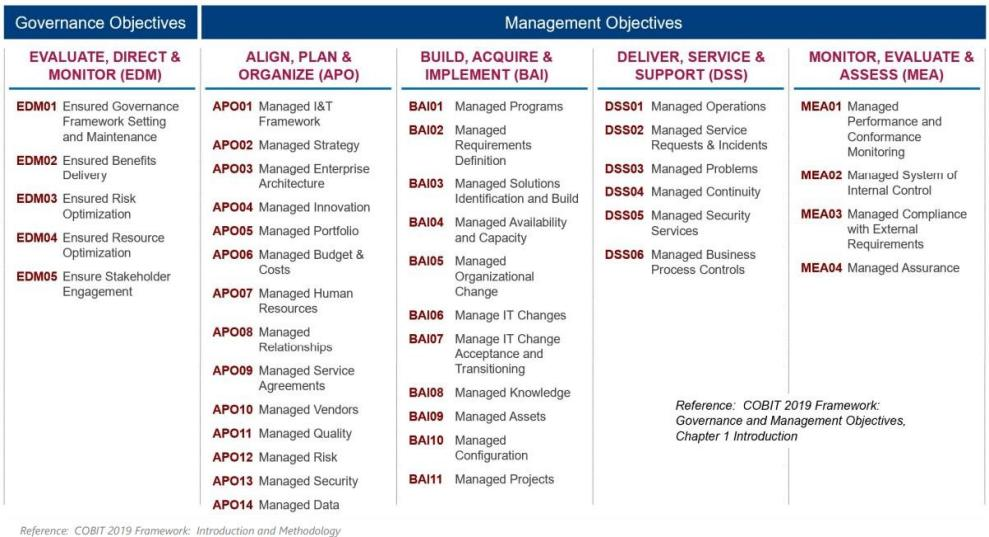 Governance Objectives
Management Objectives
EVALUATE, DIRECT &
MONITOR (EDM)
EDM01 Ensured Governance
Framework Setting
and Maintenance
EDM02 Ensured Benefits
Delivery
EDM03 Ensured Risk
Optimization
EDM04 Ensured Resource
Optimization
EDM05 Ensure Stakeholder
Engagement
ALIGN, PLAN &
ORGANIZE (APO)
APO01 Managed I&T
Framework
APO02 Managed Strategy
APO03 Managed Enterprise
Architecture
APO04 Managed Innovation
APO05 Managed Portfolio
APO06 Managed Budget &
Costs
APO07 Managed Human
Resources
APO08 Managed
Relationships
APO09 Managed Service
Agreements
APO10 Managed Vendors
APO11 Managed Quality
APO12 Managed Risk
APO13 Managed Security
APO14 Managed Data
BUILD, ACQUIRE &
IMPLEMENT (BAI)
BAI01 Managed Programs
BAI02 Managed
Requirements
Definition
BAI03 Managed Solutions
Identification and Build
BAI04 Managed Availability
and Capacity
BAI05 Managed
Organizational
Change
BAI06 Manage IT Changes
BAI07 Manage IT Change
Acceptance and
Transitioning
BAI08 Managed Knowledge
BAI09 Managed Assets
BAI10 Managed
Configuration
BAI11 Managed Projects
DELIVER, SERVICE &
SUPPORT (DSS)
DSS01 Managed Operations
DSS02 Managed Service
Requests & Incidents
DSS03 Managed Problems
DSS04 Managed Continuity
DSS05 Managed Security
Services
DSS06 Managed Business
Process Controls
MONITOR, EVALUATE &
ASSESS (MEA)
MEA01 Managed
Performance and
Conformance
Monitoring
MEA02 Managed System of
Internal Control
MEA03 Managed Compliance
with External
Requirements
MEA04 Managed Assurance
Reference: COBIT 2019 Framework:
Governance and Management Objectives,
Chapter 1 Introduction
Reference: COBIT 2019 Framework: Introduction and Methodology